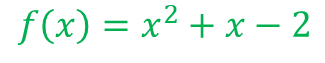 f(x) = x² + x − 2